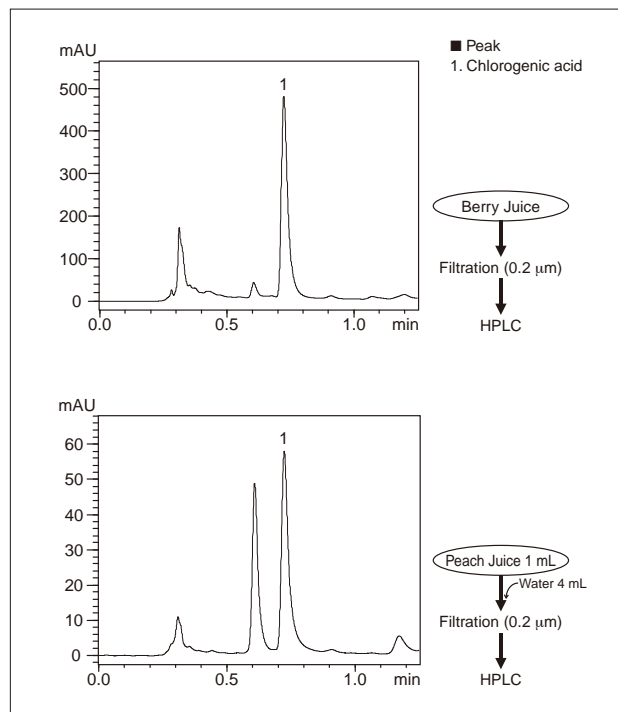 mAU
■ Peak
1. Chlorogenic acid
1
500
400
300
200
100
0
0.0 0.5 1.0 min
Berry Juice
Filtration (0.2 µm)
HPLC
mAU
1
60
50
40
30
20
10
0
0.0 0.5 1.0 min
Peach Juice 1 mL
Water 4 mL
Filtration (0.2 µm)
HPLC